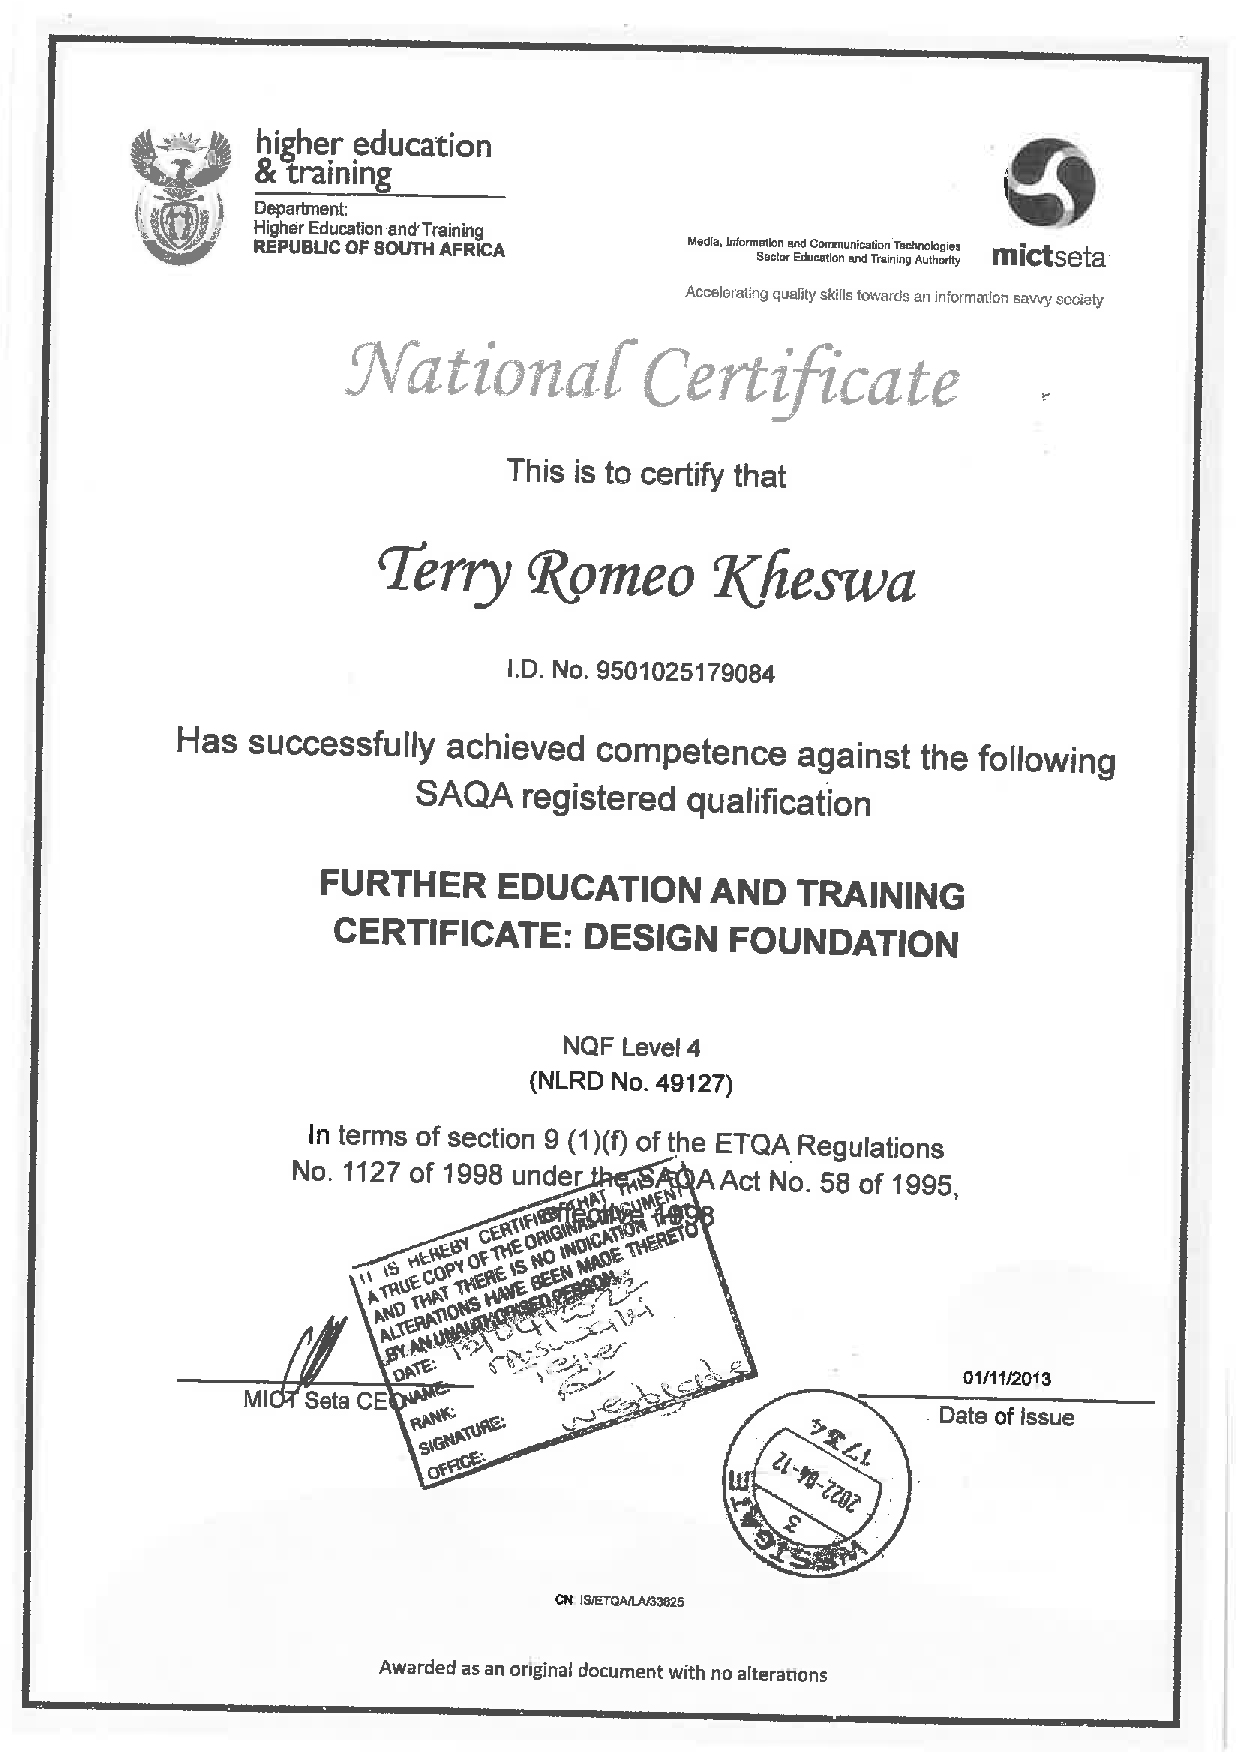 higher education
& training
Department:
Higher Education and Training
REPUBLIC OF SOUTH AFRICA
Media, Information and Communication Technologies
Sector Education and Training Authority
mictseta
Accelerating quality skills towards an information savvy society
National Certificate
This is to certify that
Terry Romeo Kheswa
I.D. No. 9501025179084
Has successfully achieved competence against the following
SAQA registered qualification
FURTHER EDUCATION AND TRAINING
CERTIFICATE: DESIGN FOUNDATION
NQF Level 4
(NLRD No. 49127)
In terms of section 9 (1)(f) of the ETQA Regulations
No. 1127 of 1998 under the SAQA Act No. 58 of 1995,
effective 1998
IT IS HEREBY CERTIFIED THAT THIS
A TRUE COPY OF THE ORIGINAL DOCUMENT
AND THAT THERE IS NO INDICATION THAT
ALTERATIONS HAVE BEEN MADE THERETO
BY AN UNAUTHORISED PERSON
DATE:
NAME:
RANK:
SIGNATURE:
OFFICE:
MICT Seta CEO
01/11/2013
Date of Issue
1734
2022-04-12
3
WESTGATE
CN: IS/ETQA/LA/33825
Awarded as an original document with no alterations